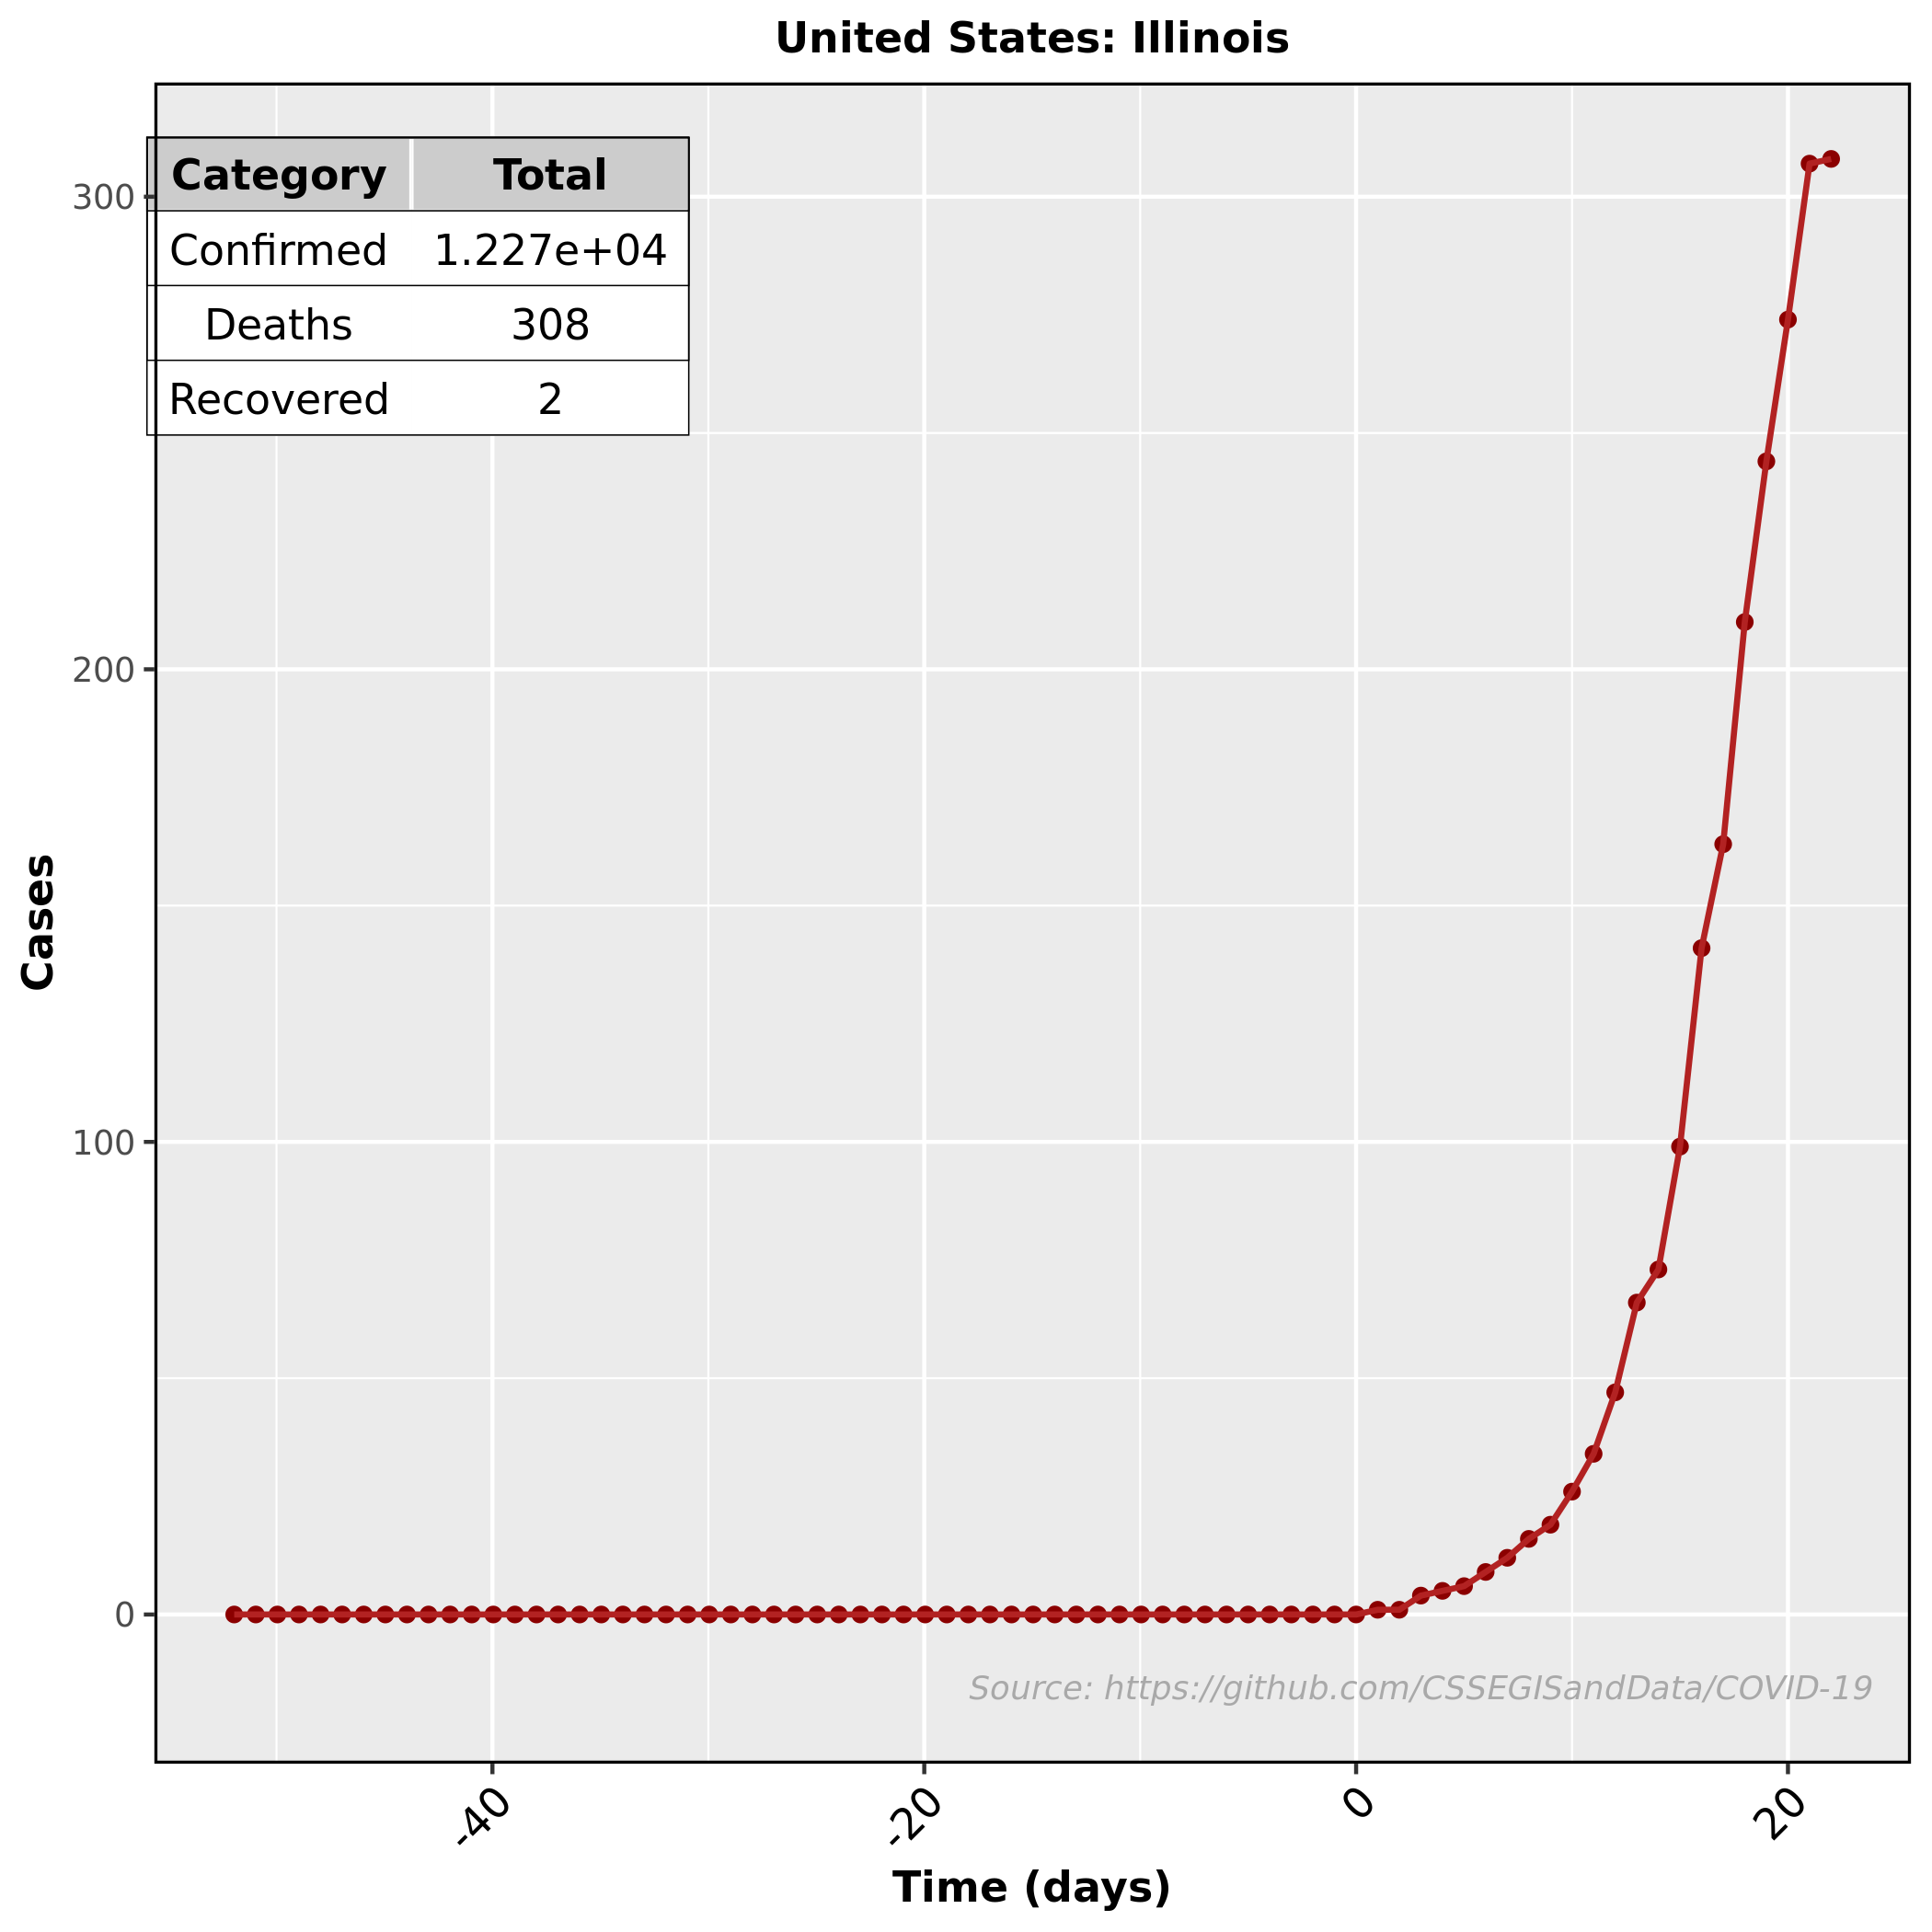 United States: Illinois
Category Total
Confirmed 1.227e+04
Deaths 308
Recovered 2
300
200
100
0
Cases
Source: https://github.com/CSSEGISandData/COVID-19
-40 -20 0 20
Time (days)